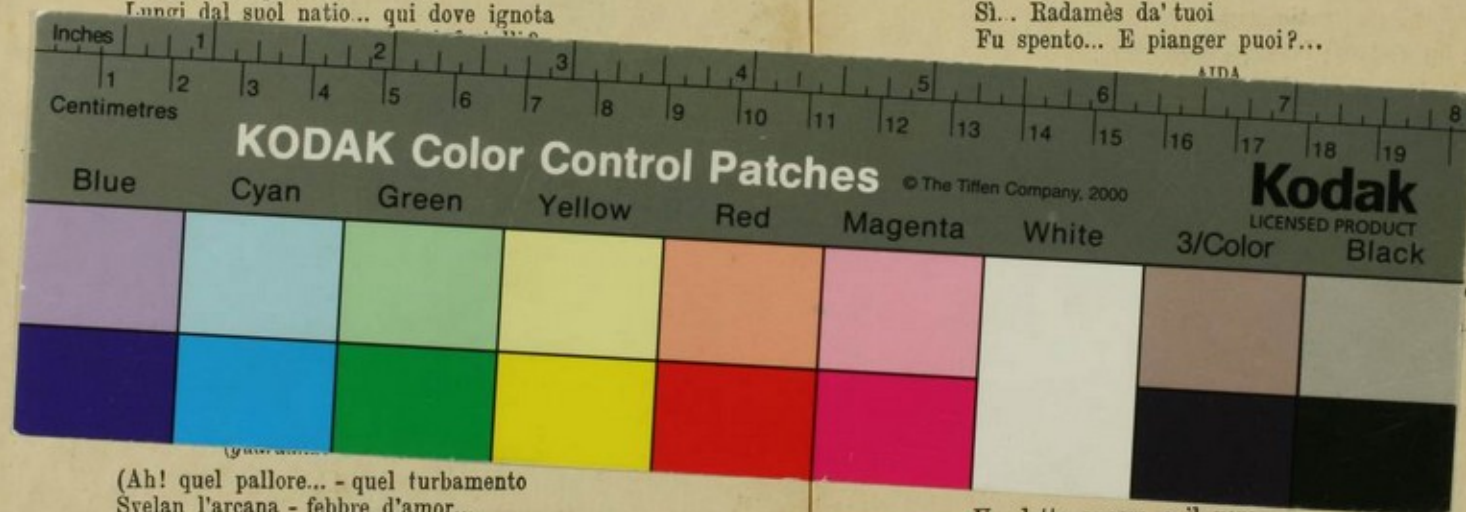 Lungi dal suol natio... qui dove ignota
Sì.. Radamès da' tuoi
Fu spento... E pianger puoi?...
AIDA
Inches 1 2 3 4 5 6 7 8
1 2 3 4 5 6 7 8 9 10 11 12 13 14 15 16 17 18 19
Centimetres
KODAK Color Control Patches
© The Tiffen Company, 2000
Kodak
LICENSED PRODUCT
Blue Cyan Green Yellow Red Magenta White 3/Color Black
(Ah! quel pallore... - quel turbamento
Svelan l'arcana - febbre d'amor